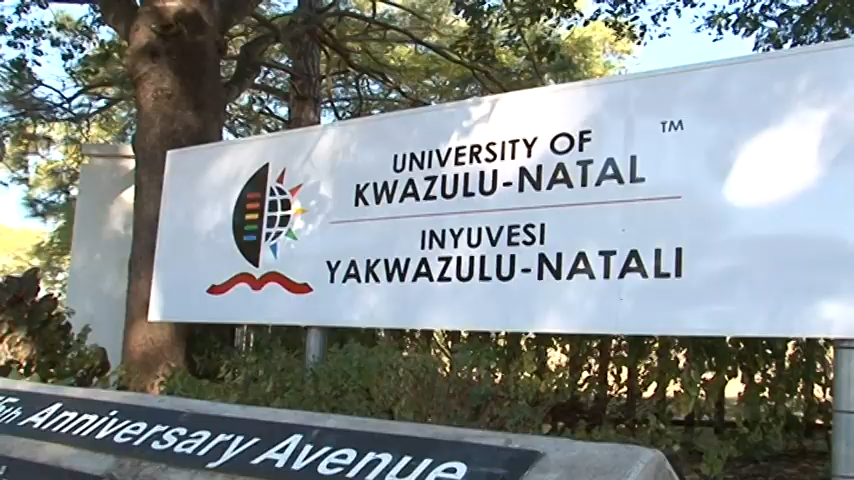 UNIVERSITY OF
KWAZULU-NATAL
TM
INYUVESI
YAKWAZULU-NATALI
Anniversary Avenue